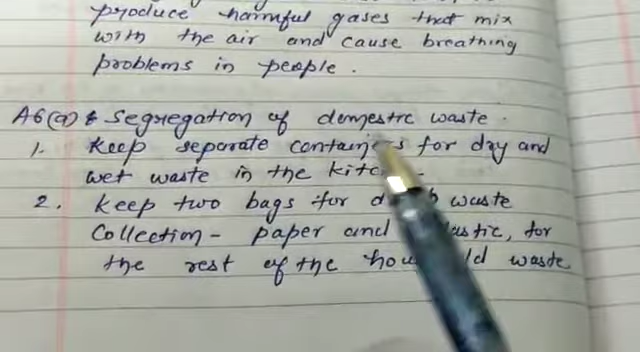 produce harmful gases that mix
with the air and cause breathing
problems in people.
A6(a) & Segregation of domestic waste.
1. Keep separate containers for dry and
wet waste in the
2. Keep two bags for waste
Collection - paper and for
the rest of the waste